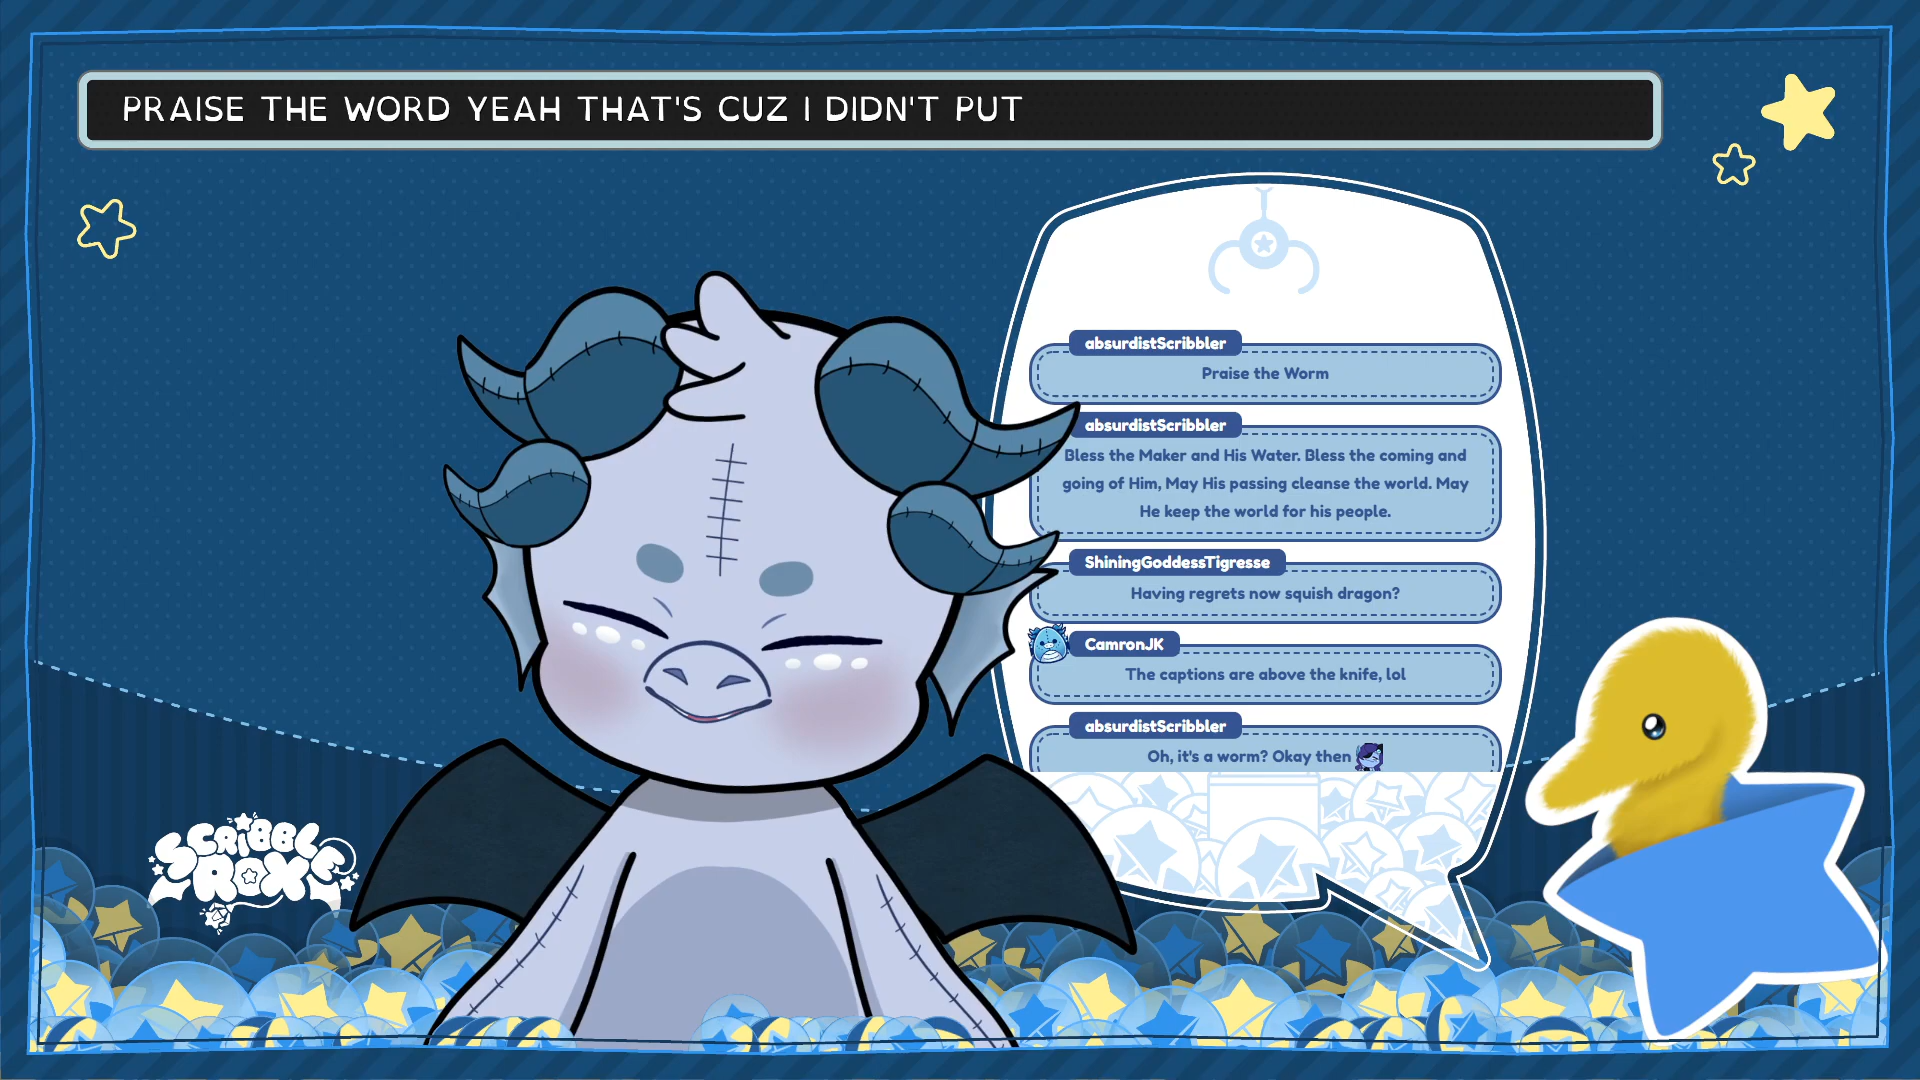 PRAISE THE WORD YEAH THAT'S CUZ I DIDN'T PUT
absurdistScribbler
Praise the Worm
absurdistScribbler
Bless the Maker and His Water. Bless the coming and
going of Him, May His passing cleanse the world. May
He keep the world for his people.
ShiningGoddessTigresse
Having regrets now squish dragon?
CamronJK
The captions are above the knife, lol
absurdistScribbler
Oh, it's a worm? Okay then
SCRIBBLE
ROX